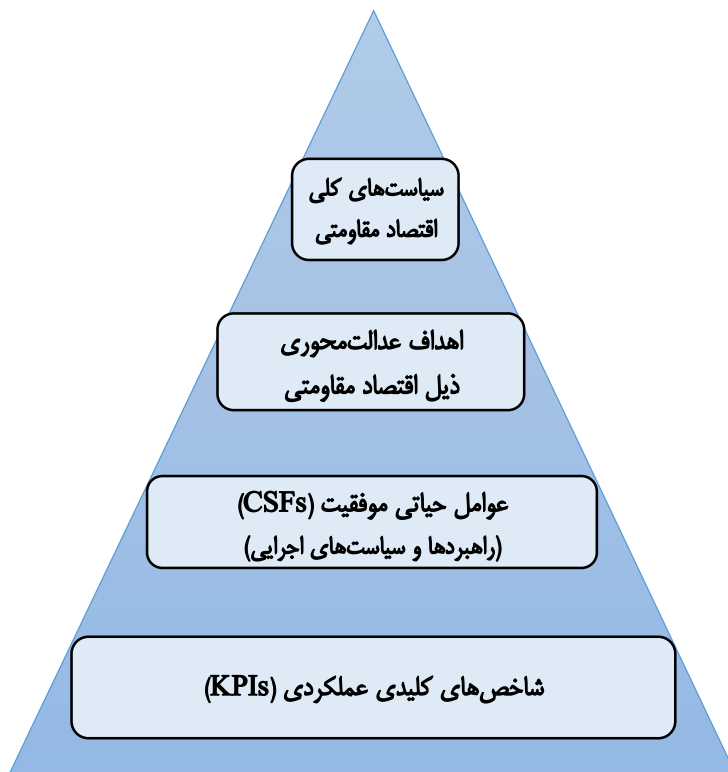 سیاست‌های کلی
اقتصاد مقاومتی
اهداف عدالت‌محوری
ذیل اقتصاد مقاومتی
عوامل حیاتی موفقیت (CSFs)
(راهبردها و سیاست‌های اجرایی)
شاخص‌های کلیدی عملکردی (KPIs)